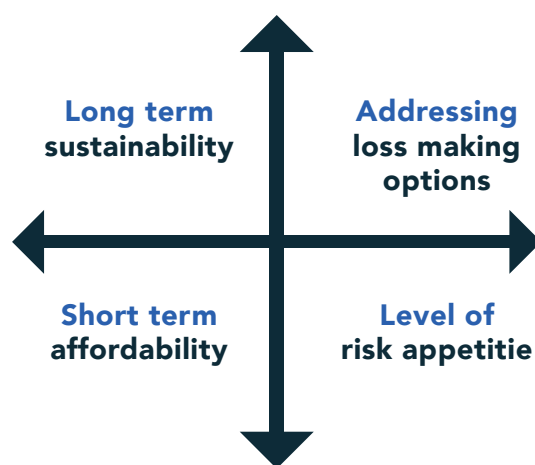 Long term
sustainability
Addressing
loss making
options
Short term
affordability
Level of
risk appetitie